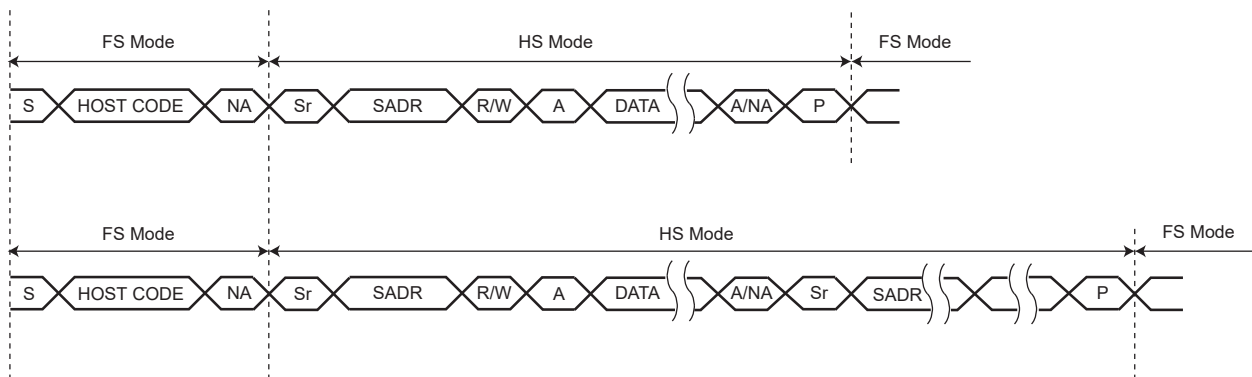 FS Mode HS Mode FS Mode
S HOST CODE NA Sr SADR R/W A DATA A/NA P
FS Mode HS Mode FS Mode
S HOST CODE NA Sr SADR R/W A DATA A/NA Sr SADR P